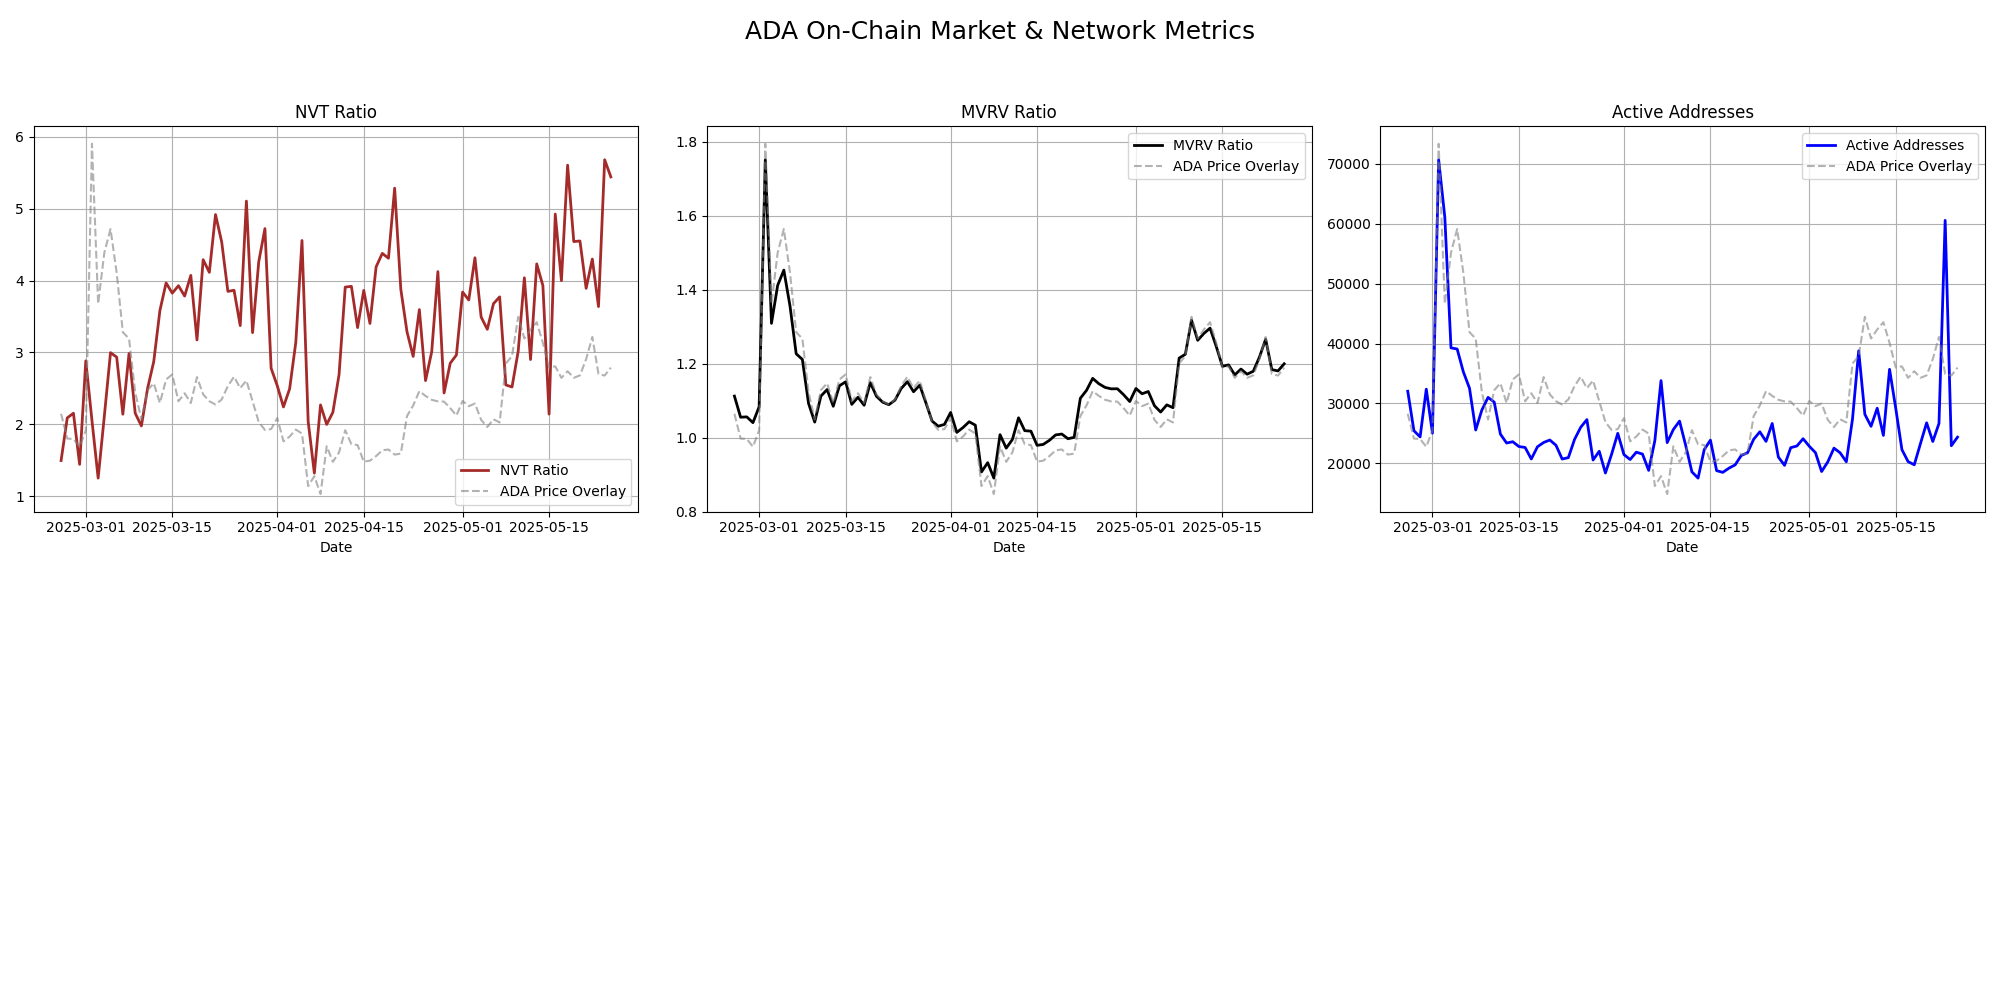 ADA On-Chain Market & Network Metrics
NVT Ratio
6
5
4
3
2
1
2025-03-01 2025-03-15 2025-04-01 2025-04-15 2025-05-01 2025-05-15
Date
NVT Ratio
ADA Price Overlay
MVRV Ratio
1.8
1.6
1.4
1.2
1.0
0.8
2025-03-01 2025-03-15 2025-04-01 2025-04-15 2025-05-01 2025-05-15
Date
MVRV Ratio
ADA Price Overlay
Active Addresses
70000
60000
50000
40000
30000
20000
2025-03-01 2025-03-15 2025-04-01 2025-04-15 2025-05-01 2025-05-15
Date
Active Addresses
ADA Price Overlay